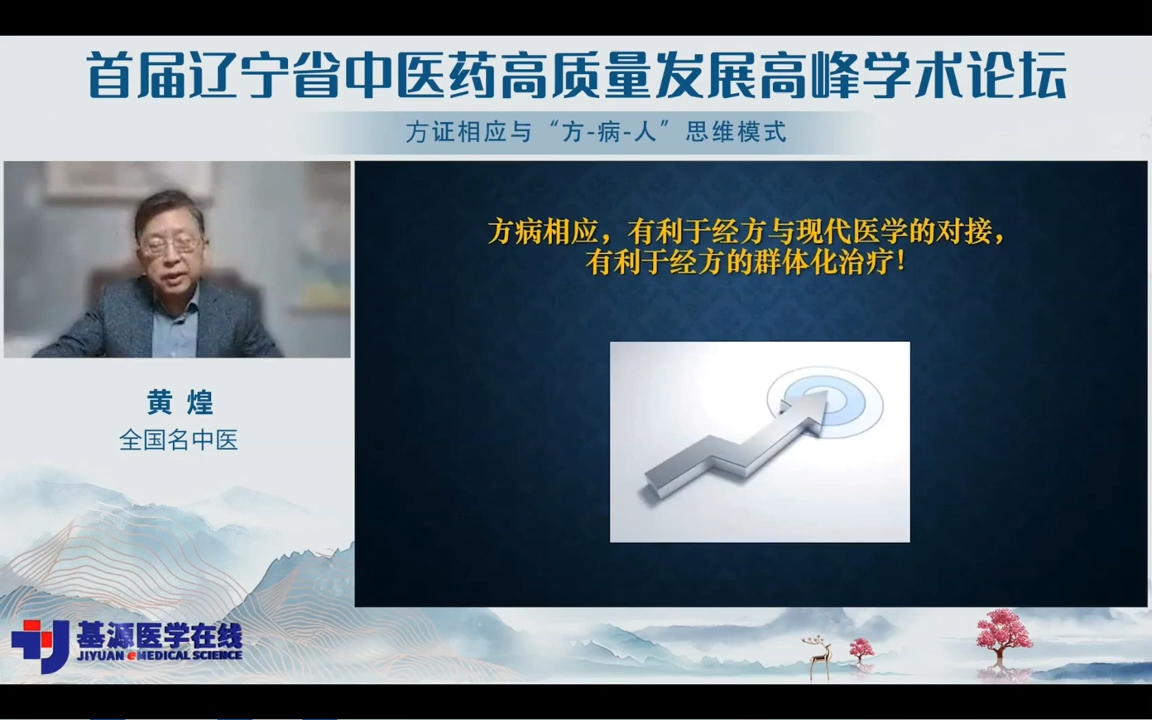 首届辽宁省中医药高质量发展高峰学术论坛
方证相应与“方-病-人”思维模式
方病相应，有利于经方与现代医学的对接，
有利于经方的群体化治疗！
黄 煌
全国名中医
基源医学在线
JIYUAN eMEDICAL SCIENCE